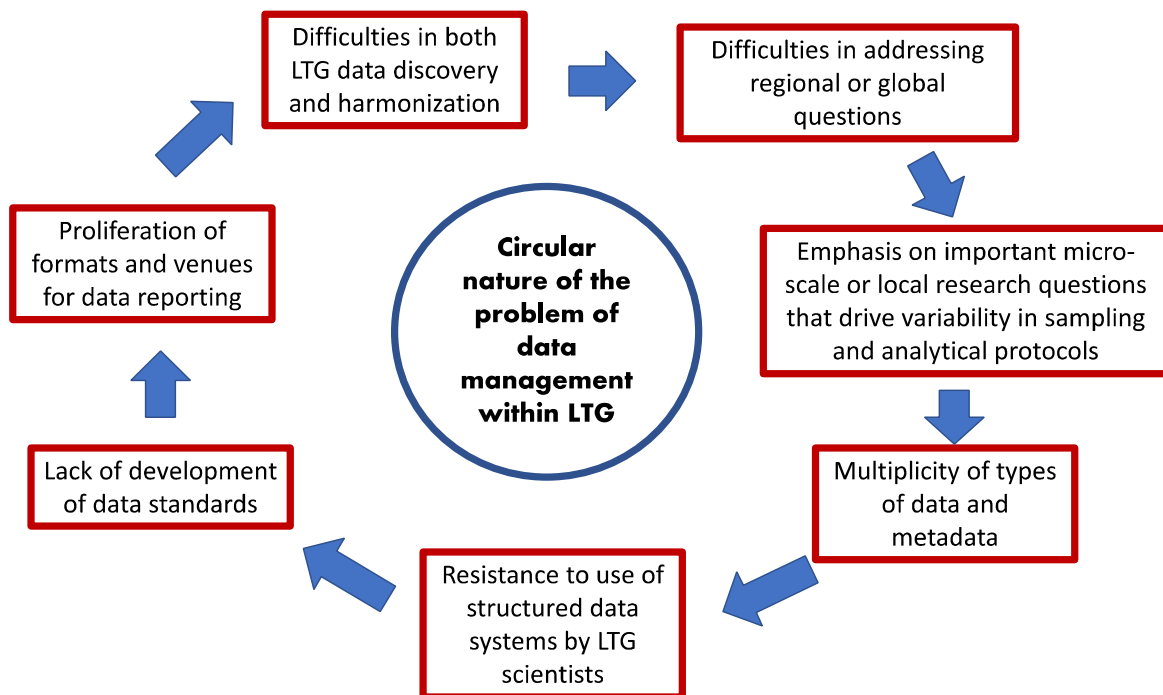 Difficulties in both
LTG data discovery
and harmonization
Difficulties in addressing
regional or global
questions
Emphasis on important micro-
scale or local research questions
that drive variability in sampling
and analytical protocols
Multiplicity of types
of data and
metadata
Resistance to use of
structured data
systems by LTG
scientists
Lack of development
of data standards
Proliferation of
formats and venues
for data reporting
Circular
nature of the
problem of
data
management
within LTG